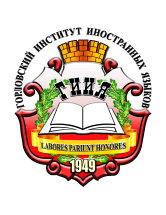 ГОРЛОВСКИЙ ИНСТИТУТ ИНОСТРАННЫХ ЯЗЫКОВ
ГИИЯ
LABORES PARIUNT HONORES
1949